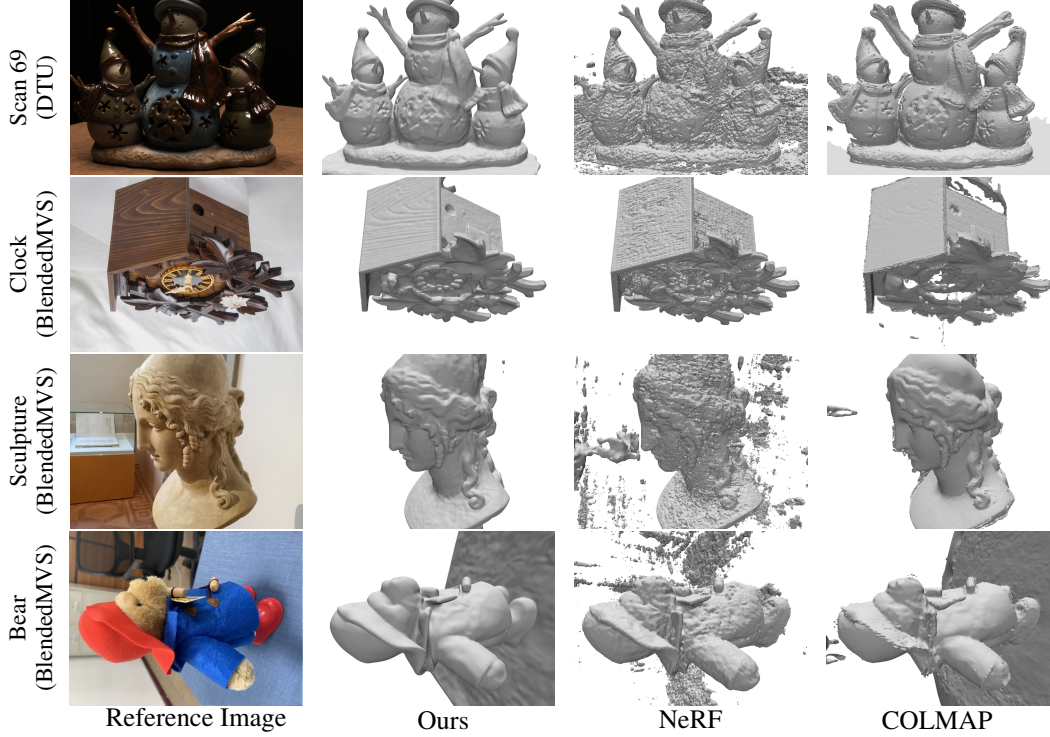 Scan 69
(DTU)
Clock
(BlendedMVS)
Sculpture
(BlendedMVS)
Bear
(BlendedMVS)
Reference Image
Ours
NeRF
COLMAP